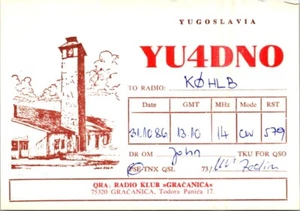 YUGOSLAVIA
YU4DNO
TO RADIO: KØHLB
Date GMT MHz Mode RST
31.10.86 13.10 14 CW 579
DR OM John TKU FOR QSO
PSE TNX QSL 73!
QRA: RADIO KLUB »GRAČANICA«
75320 GRAČANICA, Todora Panića 17.